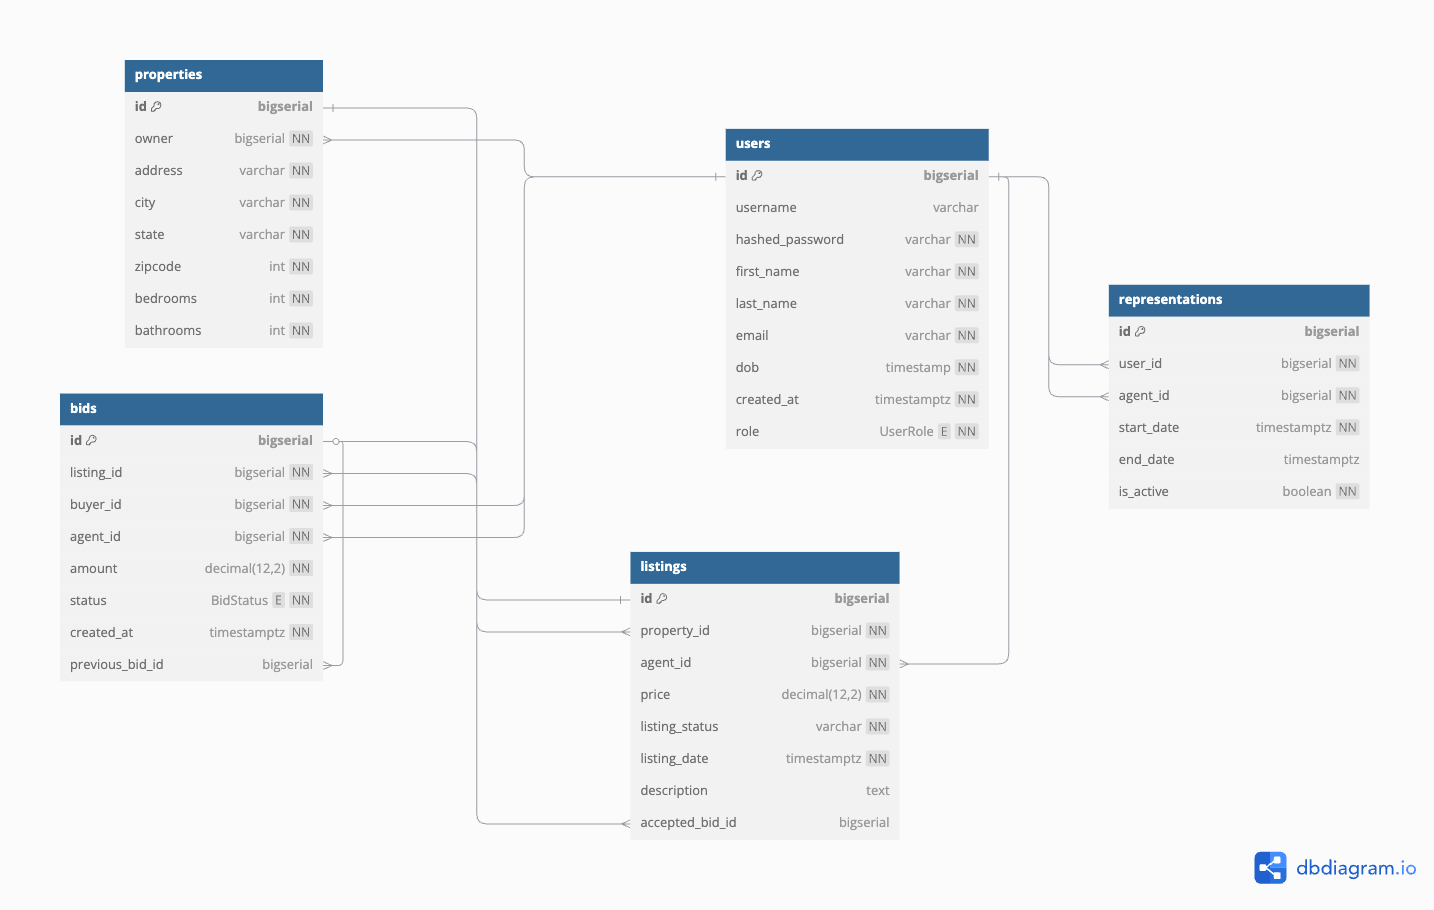 properties
id bigserial
owner bigserial NN
address varchar NN
city varchar NN
state varchar NN
zipcode int NN
bedrooms int NN
bathrooms int NN
users
id bigserial
username varchar
hashed_password varchar NN
first_name varchar NN
last_name varchar NN
email varchar NN
dob timestamp NN
created_at timestamptz NN
role UserRole E NN
representations
id bigserial
user_id bigserial NN
agent_id bigserial NN
start_date timestamptz NN
end_date timestamptz
is_active boolean NN
bids
id bigserial
listing_id bigserial NN
buyer_id bigserial NN
agent_id bigserial NN
amount decimal(12,2) NN
status BidStatus E NN
created_at timestamptz NN
previous_bid_id bigserial
listings
id bigserial
property_id bigserial NN
agent_id bigserial NN
price decimal(12,2) NN
listing_status varchar NN
listing_date timestamptz NN
description text
accepted_bid_id bigserial
dbdiagram.io